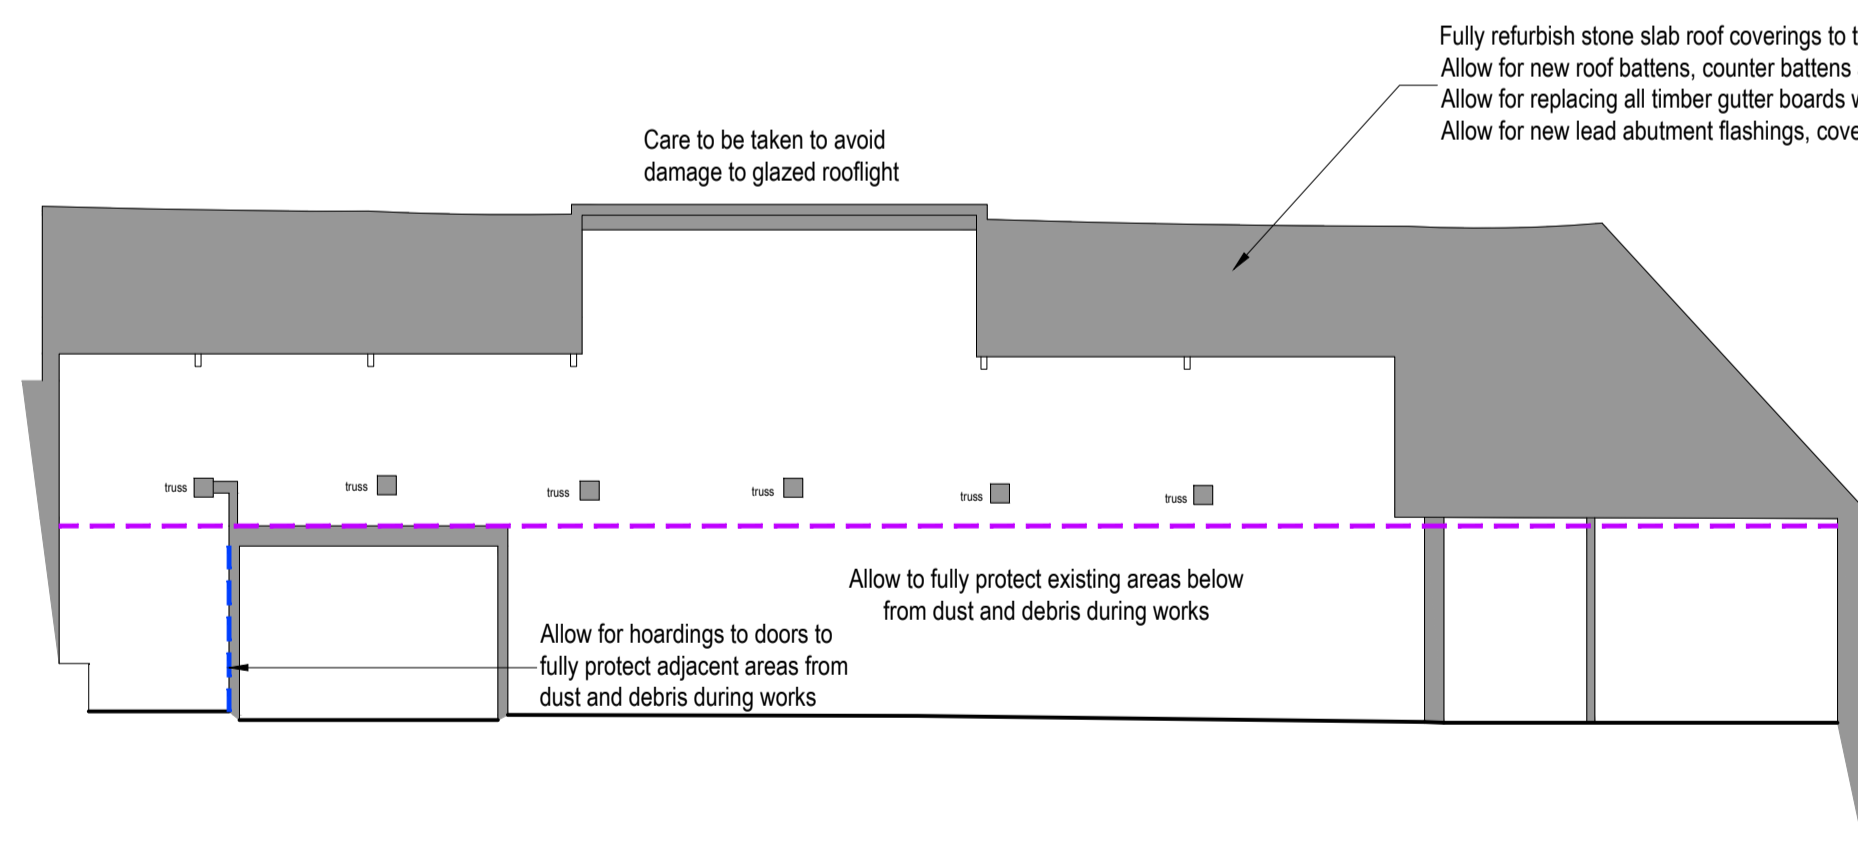 Fully refurbish stone slab roof coverings to
Allow for new roof battens, counter battens
Allow for replacing all timber gutter boards
Allow for new lead abutment flashings,
Care to be taken to avoid
damage to glazed rooflight
truss
truss
truss
truss
truss
truss
Allow to fully protect existing areas below
from dust and debris during works
Allow for hoardings to doors to
fully protect adjacent areas from
dust and debris during works